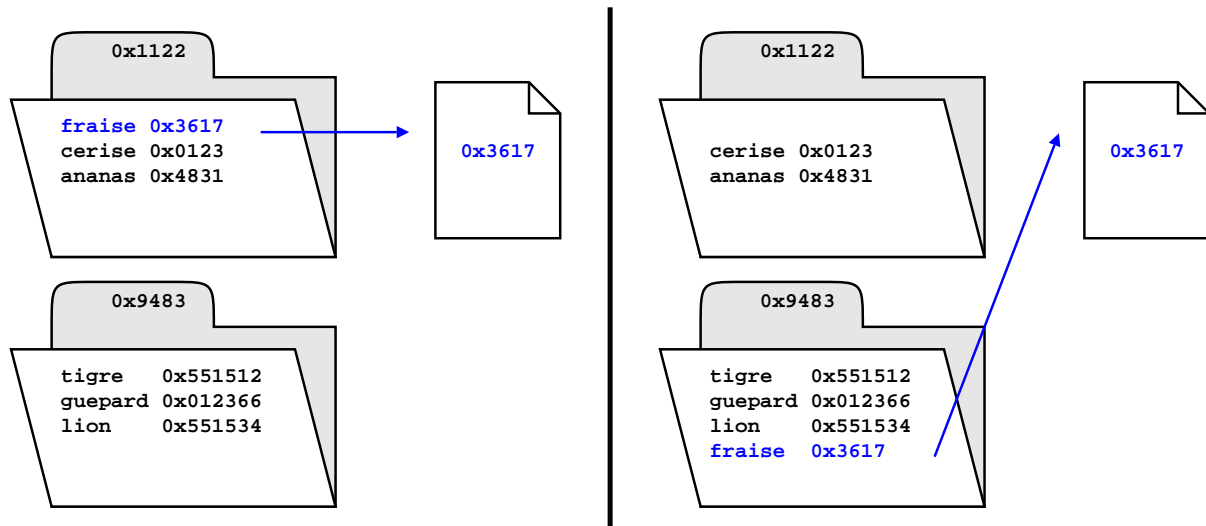 0x1122
fraise 0x3617
cerise 0x0123
ananas 0x4831
0x3617
0x9483
tigre 0x551512
guepard 0x012366
lion 0x551534
0x1122
cerise 0x0123
ananas 0x4831
0x3617
0x9483
tigre 0x551512
guepard 0x012366
lion 0x551534
fraise 0x3617